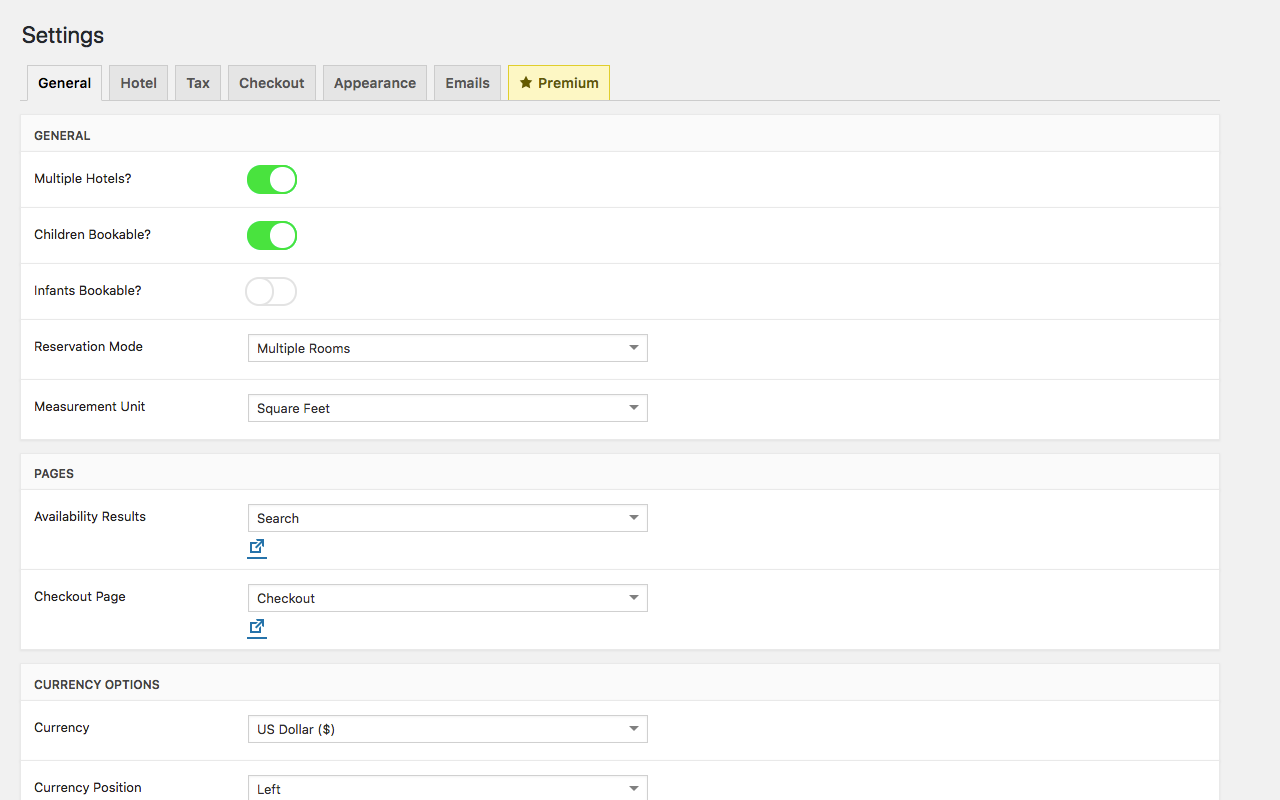 Settings
General Hotel Tax Checkout Appearance Emails Premium
GENERAL
Multiple Hotels?
Children Bookable?
Infants Bookable?
Reservation Mode Multiple Rooms
Measurement Unit Square Feet
PAGES
Availability Results Search
Checkout Page Checkout
CURRENCY OPTIONS
Currency US Dollar ($)
Currency Position Left